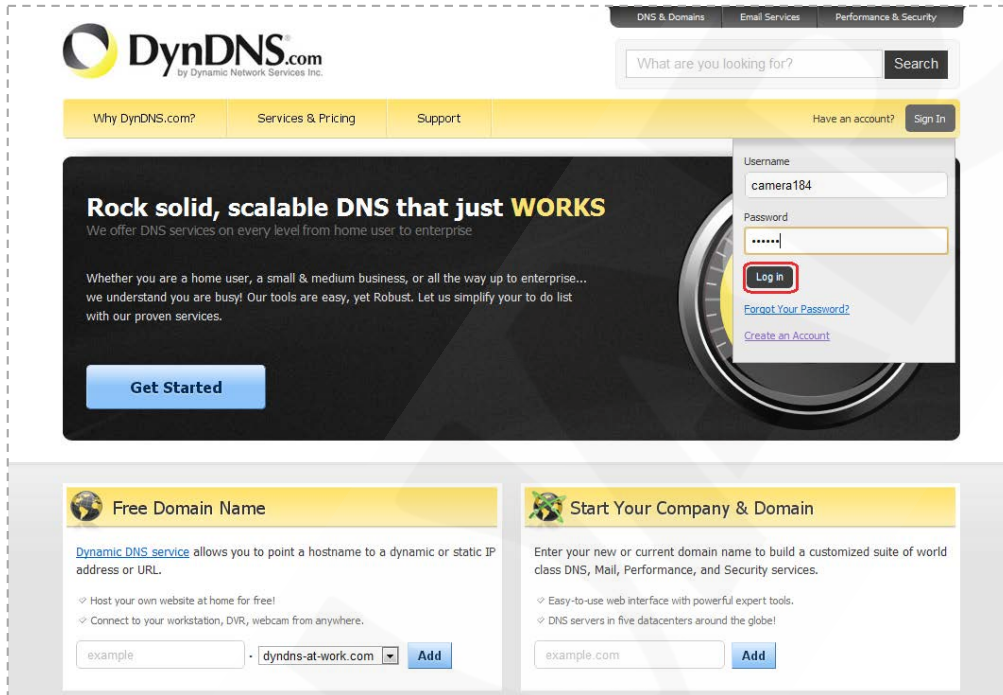 DNS & Domains Email Services Performance & Security
DynDNS.com
by Dynamic Network Services Inc.
What are you looking for? Search
Why DynDNS.com? Services & Pricing Support Have an account? Sign In
Username
camera184
Password
••••••
Log in
Forgot Your Password?
Create an Account
Rock solid, scalable DNS that just WORKS
We offer DNS services on every level from home user to enterprise
Whether you are a home user, a small & medium business, or all the way up to enterprise...
we understand you are busy! Our tools are easy, yet Robust. Let us simplify your to do list
with our proven services.
Get Started
Free Domain Name
Dynamic DNS service allows you to point a hostname to a dynamic or static IP
address or URL.
Host your own website at home for free!
Connect to your workstation, DVR, webcam from anywhere.
example . dyndns-at-work.com Add
Start Your Company & Domain
Enter your new or current domain name to build a customized suite of world
class DNS, Mail, Performance, and Security services.
Easy-to-use web interface with powerful expert tools.
DNS servers in five datacenters around the globe!
example.com Add